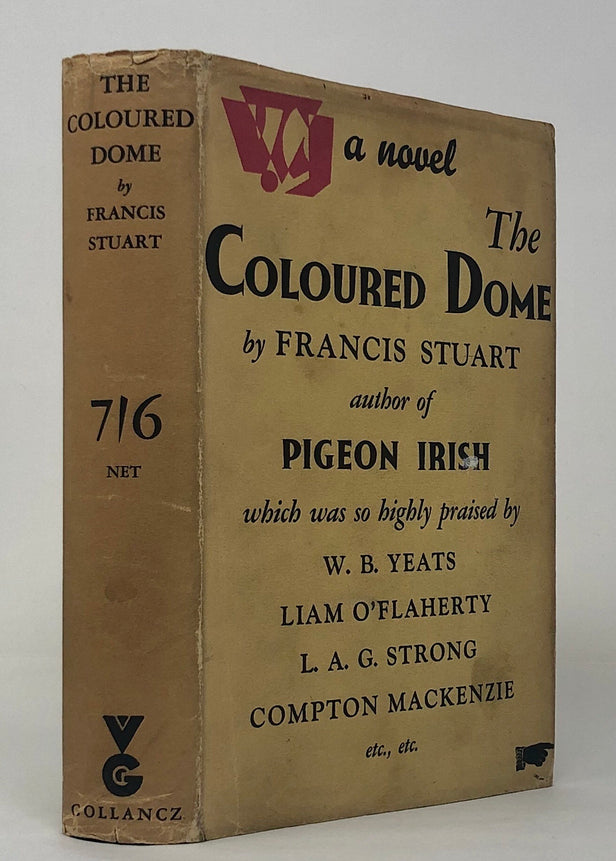 THE
COLOURED
DOME
by
FRANCIS
STUART
7/6
NET
VG
GOLLANCZ
VG
a novel
The
COLOURED DOME
by FRANCIS STUART
author of
PIGEON IRISH
which was so highly praised by
W. B. YEATS
LIAM O'FLAHERTY
L. A. G. STRONG
COMPTON MACKENZIE
etc., etc.